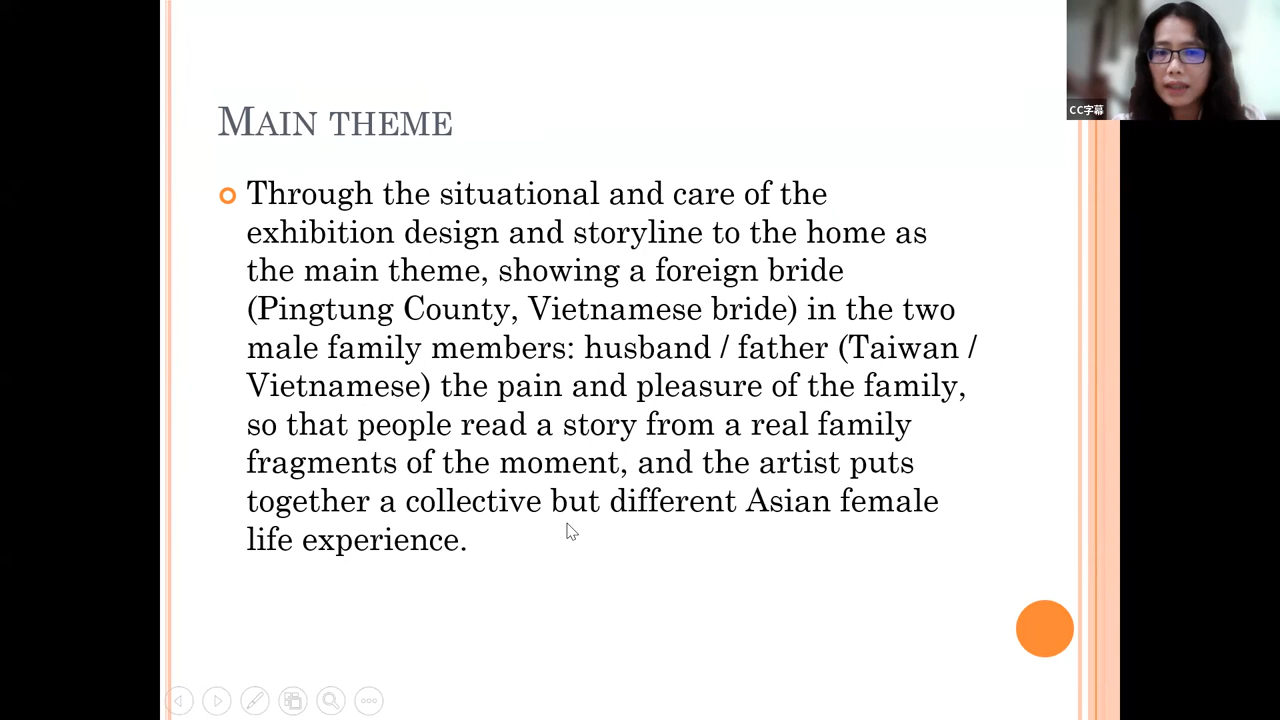 MAIN THEME
Through the situational and care of the
exhibition design and storyline to the home as
the main theme, showing a foreign bride
(Pingtung County, Vietnamese bride) in the two
male family members: husband / father (Taiwan /
Vietnamese) the pain and pleasure of the family,
so that people read a story from a real family
fragments of the moment, and the artist puts
together a collective but different Asian female
life experience.
CC字幕